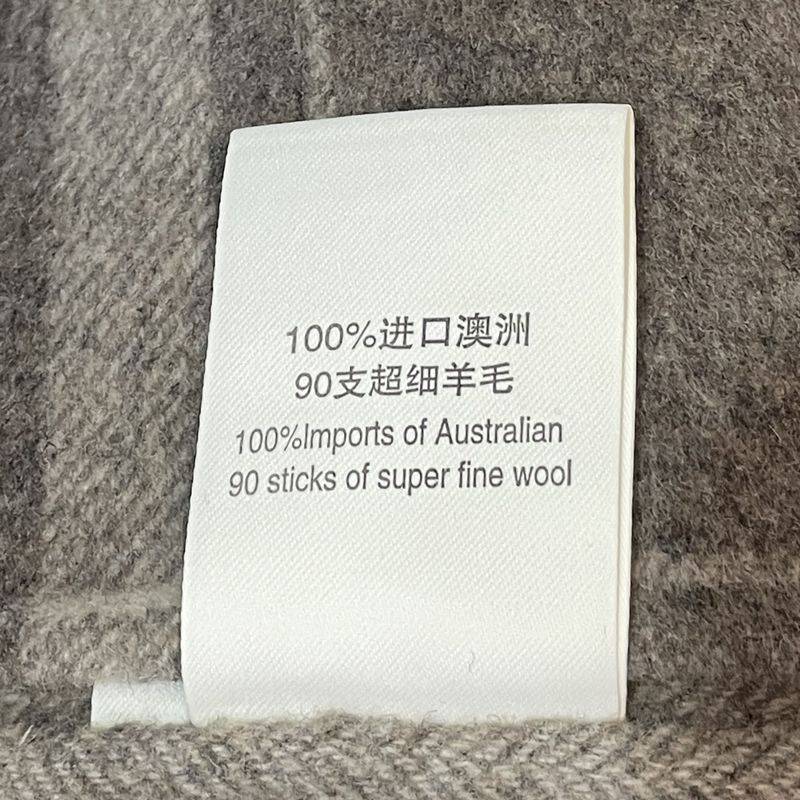 100%进口澳洲
90支超细羊毛
100%Imports of Australian
90 sticks of super fine wool